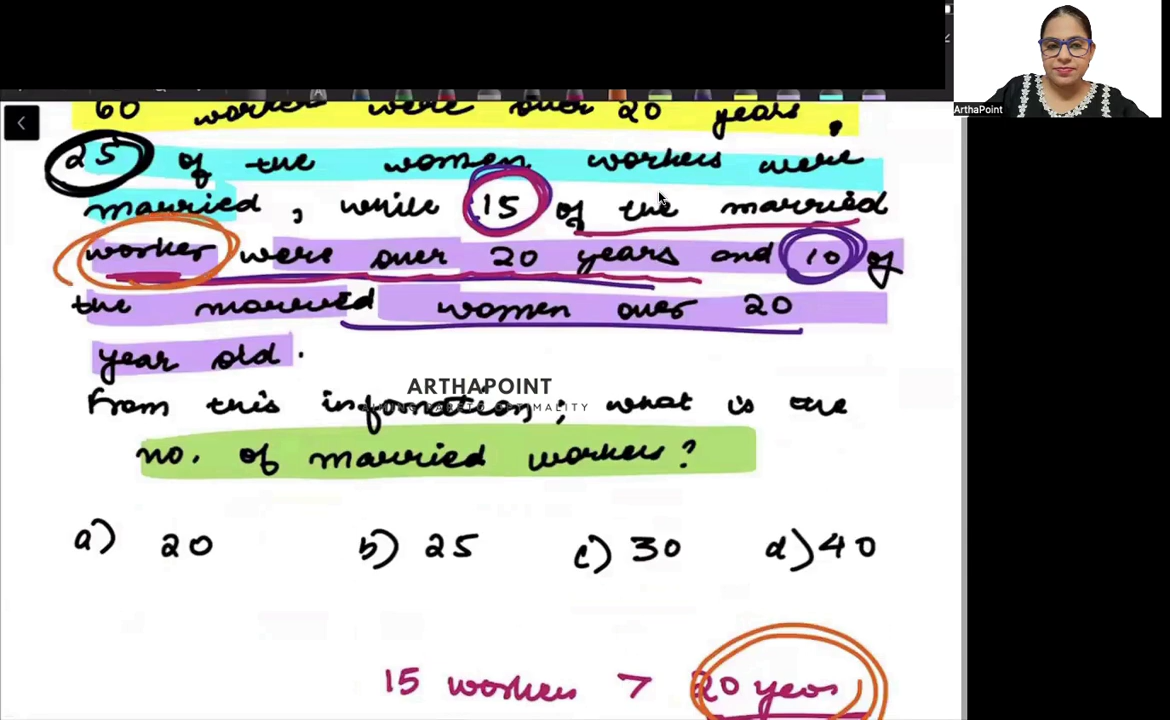 60 workers were over 20 years,
25 of the women workers were
married, while 15 of the married
worker were over 20 years and 10 of
the married women over 20
year old.
From this information; what is the
no. of married workers?
a) 20 b) 25 c) 30 d) 40
15 workers > 20 years
ARTHAPOINT
ArthaPoint